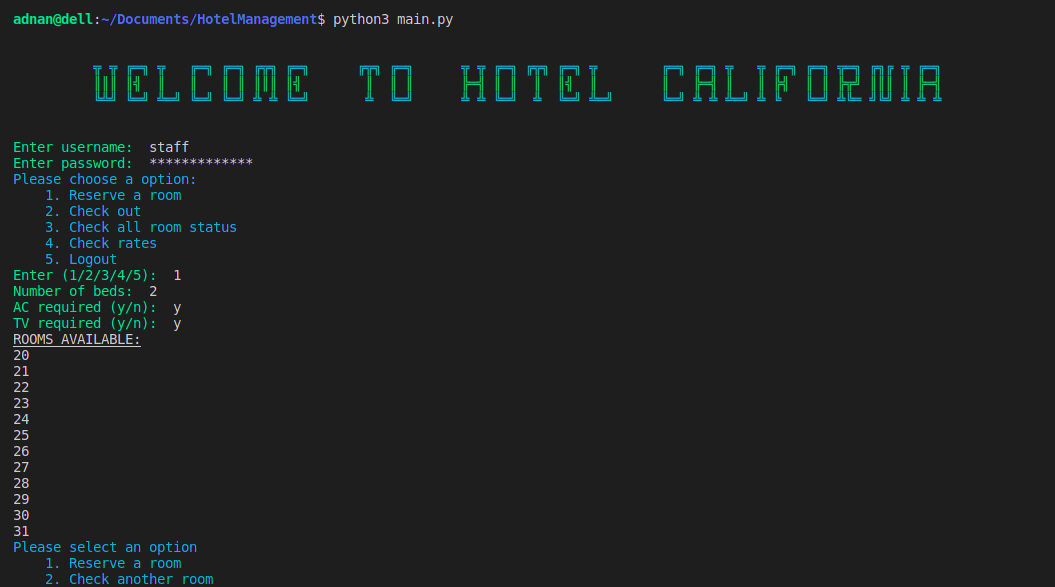 adnan@dell:~/Documents/HotelManagement$ python3 main.py
WELCOME TO HOTEL CALIFORNIA
Enter username:  staff
Enter password:  *************
Please choose a option:
    1. Reserve a room
    2. Check out
    3. Check all room status
    4. Check rates
    5. Logout
Enter (1/2/3/4/5):  1
Number of beds:  2
AC required (y/n):  y
TV required (y/n):  y
ROOMS AVAILABLE:
20
21
22
23
24
25
26
27
28
29
30
31
Please select an option
    1. Reserve a room
    2. Check another room